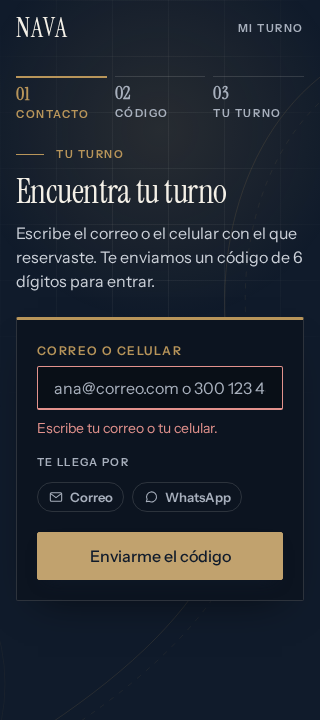 NAVA
MI TURNO
01
CONTACTO
02
CÓDIGO
03
TU TURNO
TU TURNO
Encuentra tu turno
Escribe el correo o el celular con el que
reservaste. Te enviamos un código de 6
dígitos para entrar.
CORREO O CELULAR
ana@correo.com o 300 123 4
Escribe tu correo o tu celular.
TE LLEGA POR
Correo
WhatsApp
Enviarme el código